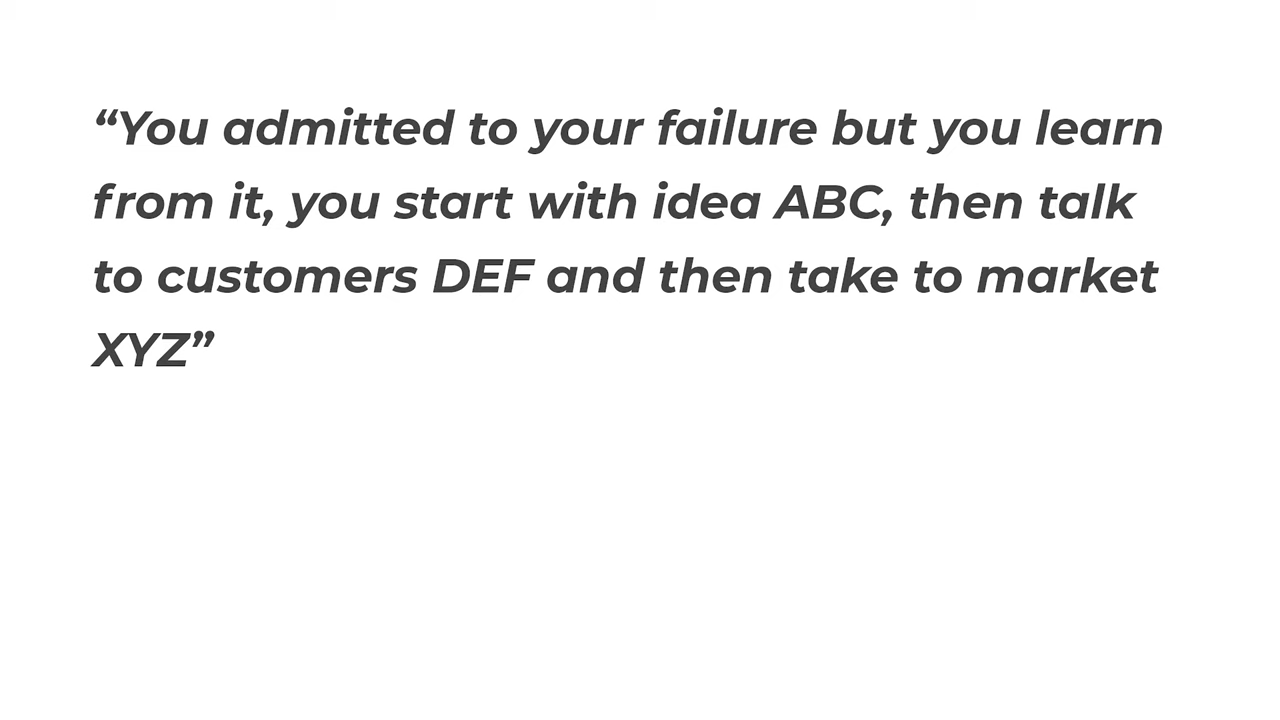 “You admitted to your failure but you learn
from it, you start with idea ABC, then talk
to customers DEF and then take to market
XYZ”